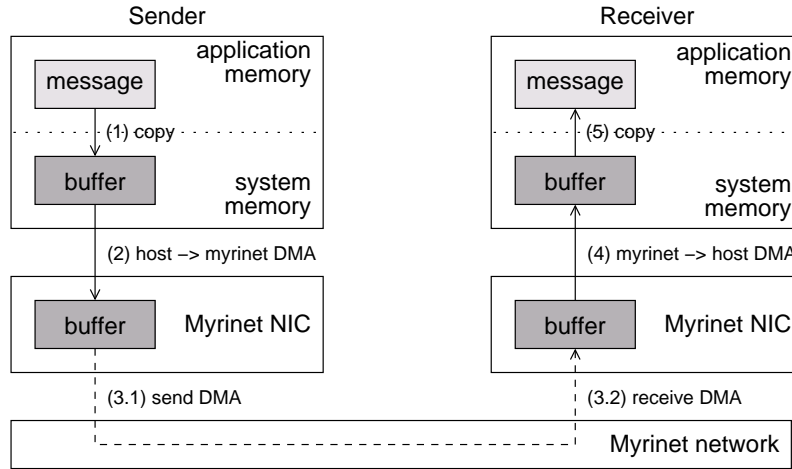 Sender
Receiver
application
memory
message
(1) copy
buffer
system
memory
(2) host –> myrinet DMA
buffer
Myrinet NIC
(3.1) send DMA
application
memory
message
(5) copy
buffer
system
memory
(4) myrinet –> host DMA
buffer
Myrinet NIC
(3.2) receive DMA
Myrinet network